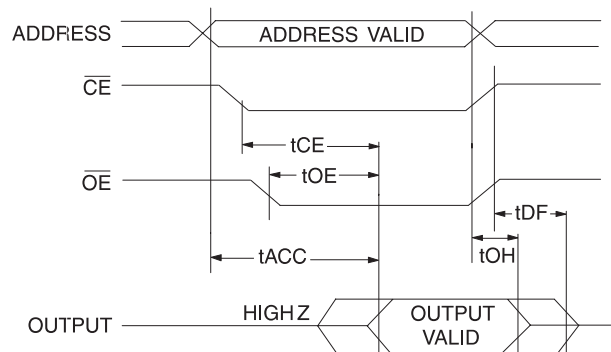 ADDRESS
ADDRESS VALID
CE
tCE
tOE
OE
tDF
tACC
tOH
HIGH Z
OUTPUT
OUTPUT
VALID